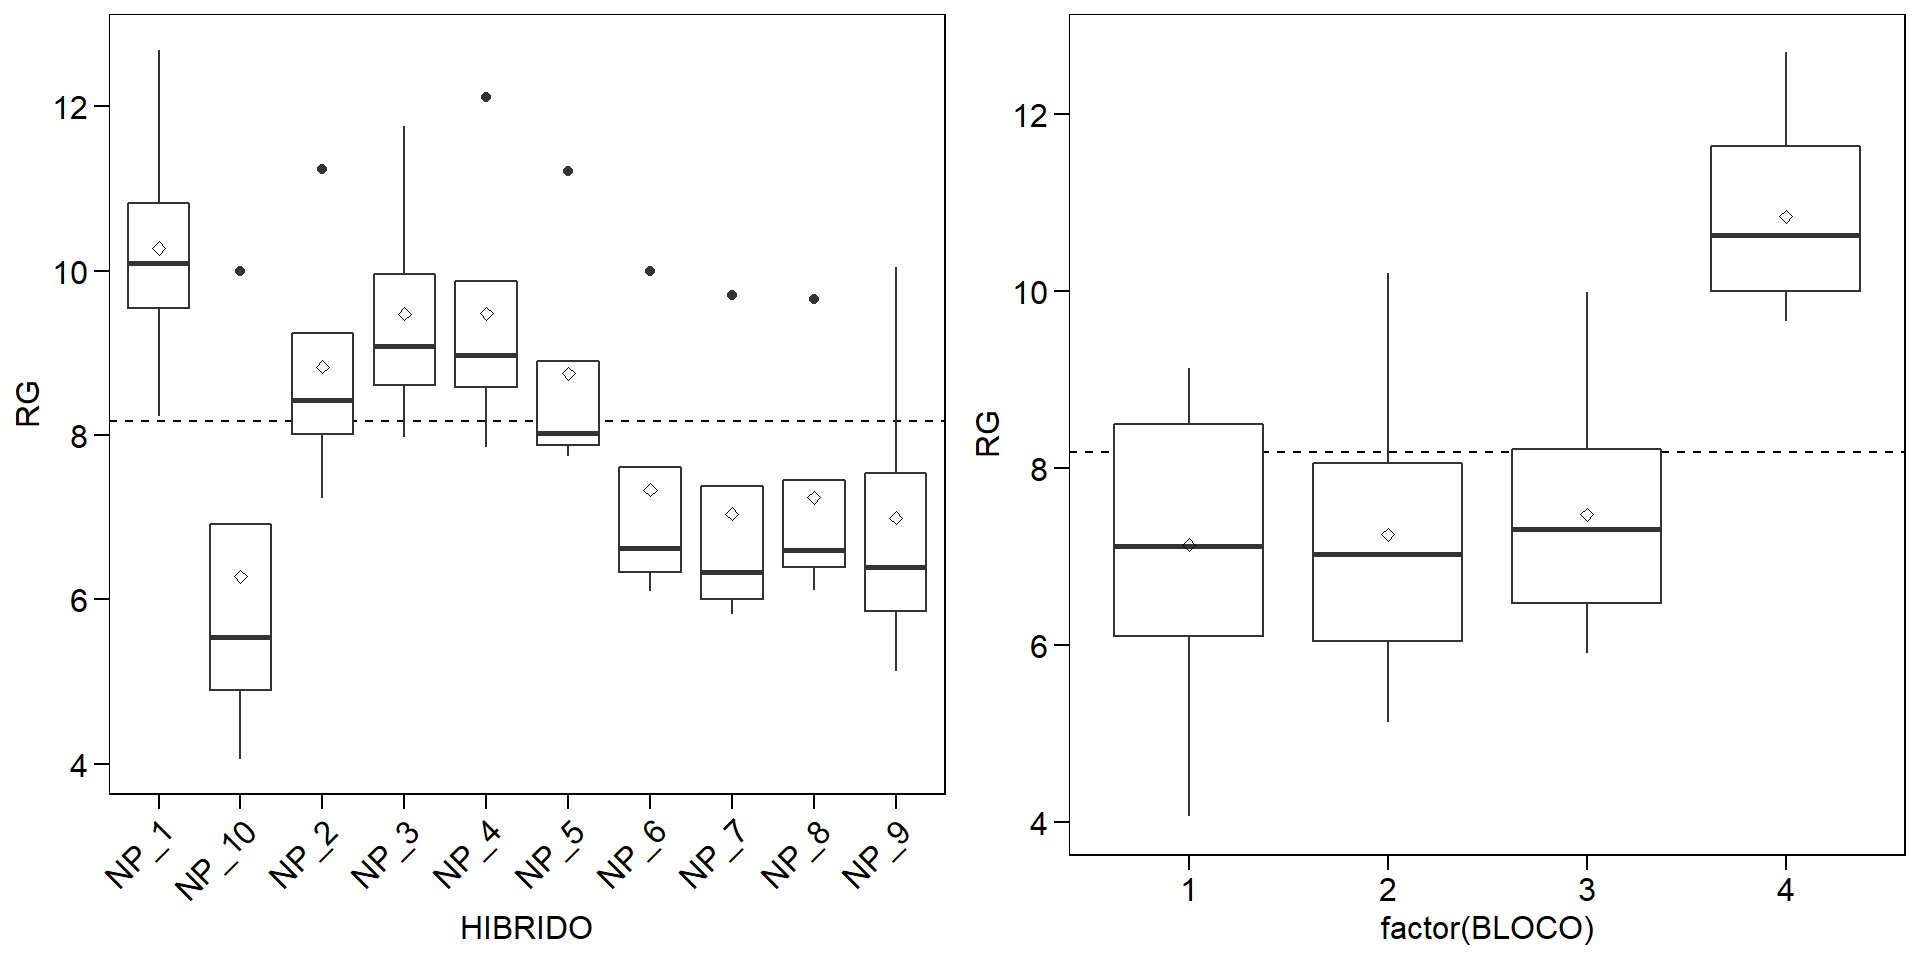 RG
12
10
8
6
4
NP_1
NP_10
NP_2
NP_3
NP_4
NP_5
NP_6
NP_7
NP_8
NP_9
HIBRIDO
RG
12
10
8
6
4
1
2
3
4
factor(BLOCO)